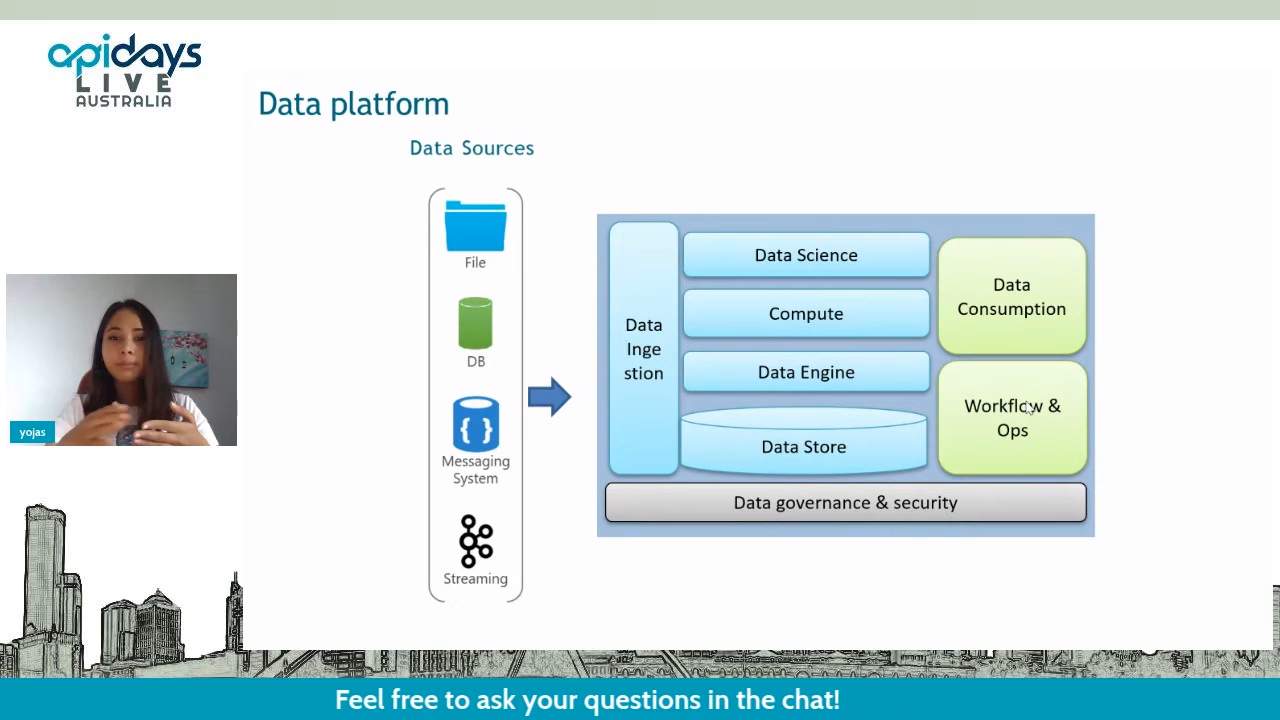 apidays
LIVE
AUSTRALIA
Data platform
Data Sources
File
DB
Messaging
System
Streaming
Data
Inge
stion
Data Science
Compute
Data Engine
Data Store
Data
Consumption
Workflow &
Ops
Data governance & security
yojas
Feel free to ask your questions in the chat!